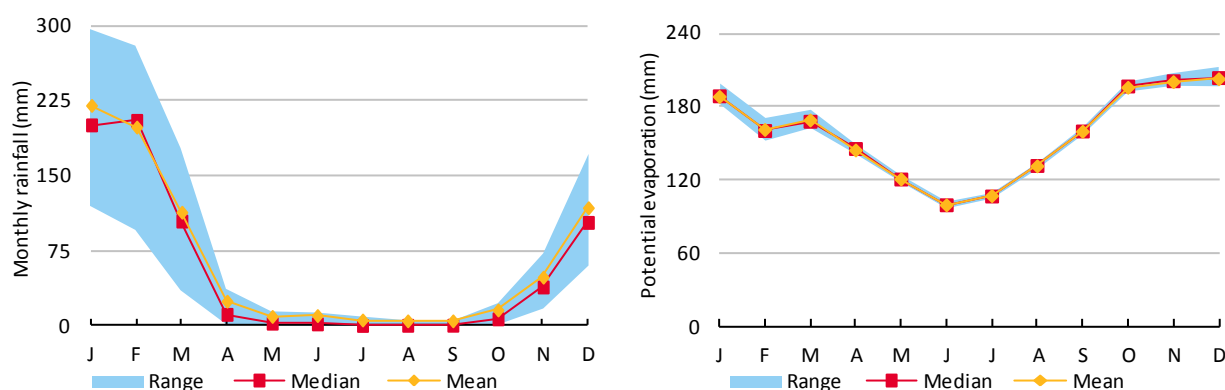 Monthly rainfall (mm)
300
225
150
75
0
J F M A M J J A S O N D
Range Median Mean
Potential evaporation (mm)
240
180
120
60
0
J F M A M J J A S O N D
Range Median Mean